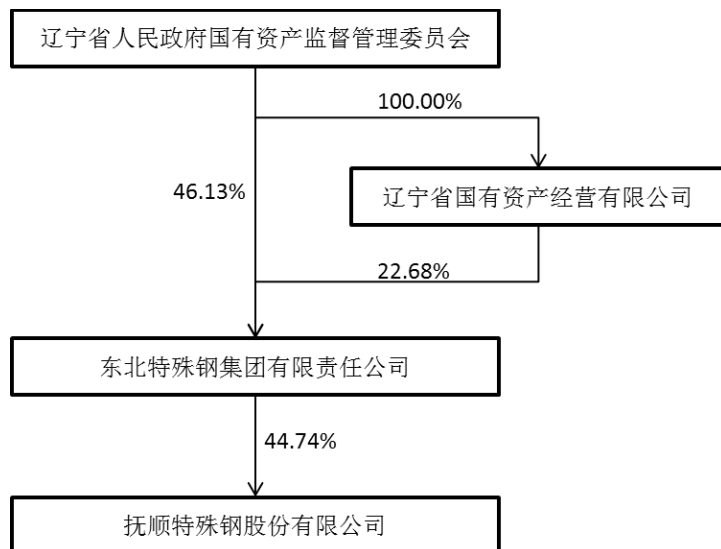 辽宁省人民政府国有资产监督管理委员会
100.00%
46.13%
辽宁省国有资产经营有限公司
22.68%
东北特殊钢集团有限责任公司
44.74%
抚顺特殊钢股份有限公司